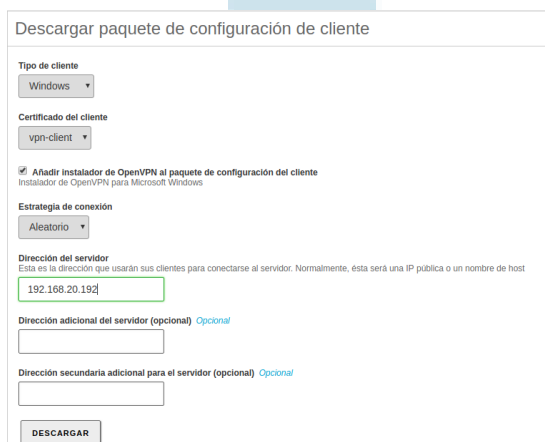 Descargar paquete de configuración de cliente
Tipo de cliente
Windows
Certificado del cliente
vpn-client
Añadir instalador de OpenVPN al paquete de configuración del cliente
Instalador de OpenVPN para Microsoft Windows
Estrategia de conexión
Aleatorio
Dirección del servidor
Esta es la dirección que usarán sus clientes para conectarse al servidor. Normalmente, ésta será una IP pública o un nombre de host
192.168.20.192
Dirección adicional del servidor (opcional) Opcional
Dirección secundaria adicional para el servidor (opcional) Opcional
DESCARGAR